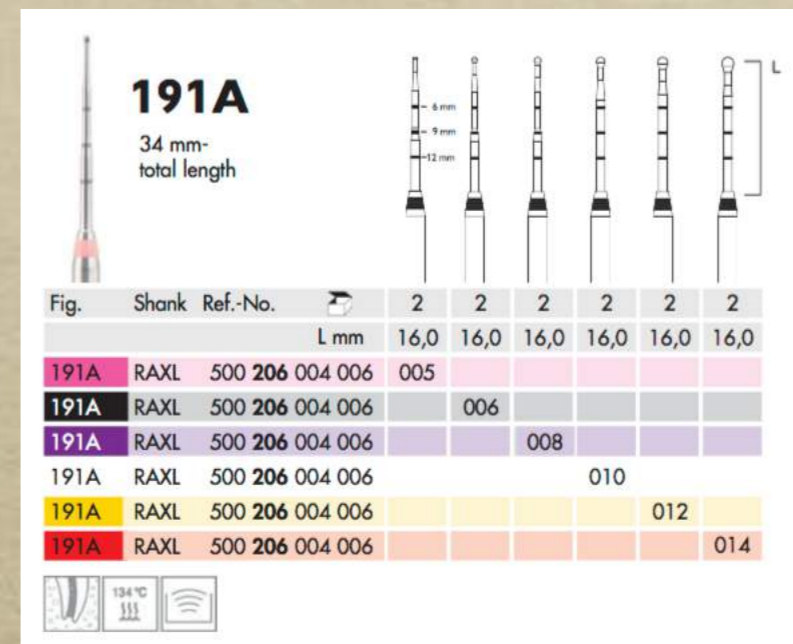 191A
34 mm-
total length
6 mm
9 mm
12 mm
L
Fig. Shank Ref.-No. 2 2 2 2 2 2
L mm 16,0 16,0 16,0 16,0 16,0 16,0
191A RAXL 500 206 004 006 005
191A RAXL 500 206 004 006 006
191A RAXL 500 206 004 006 008
191A RAXL 500 206 004 006 010
191A RAXL 500 206 004 006 012
191A RAXL 500 206 004 006 014
134 °C